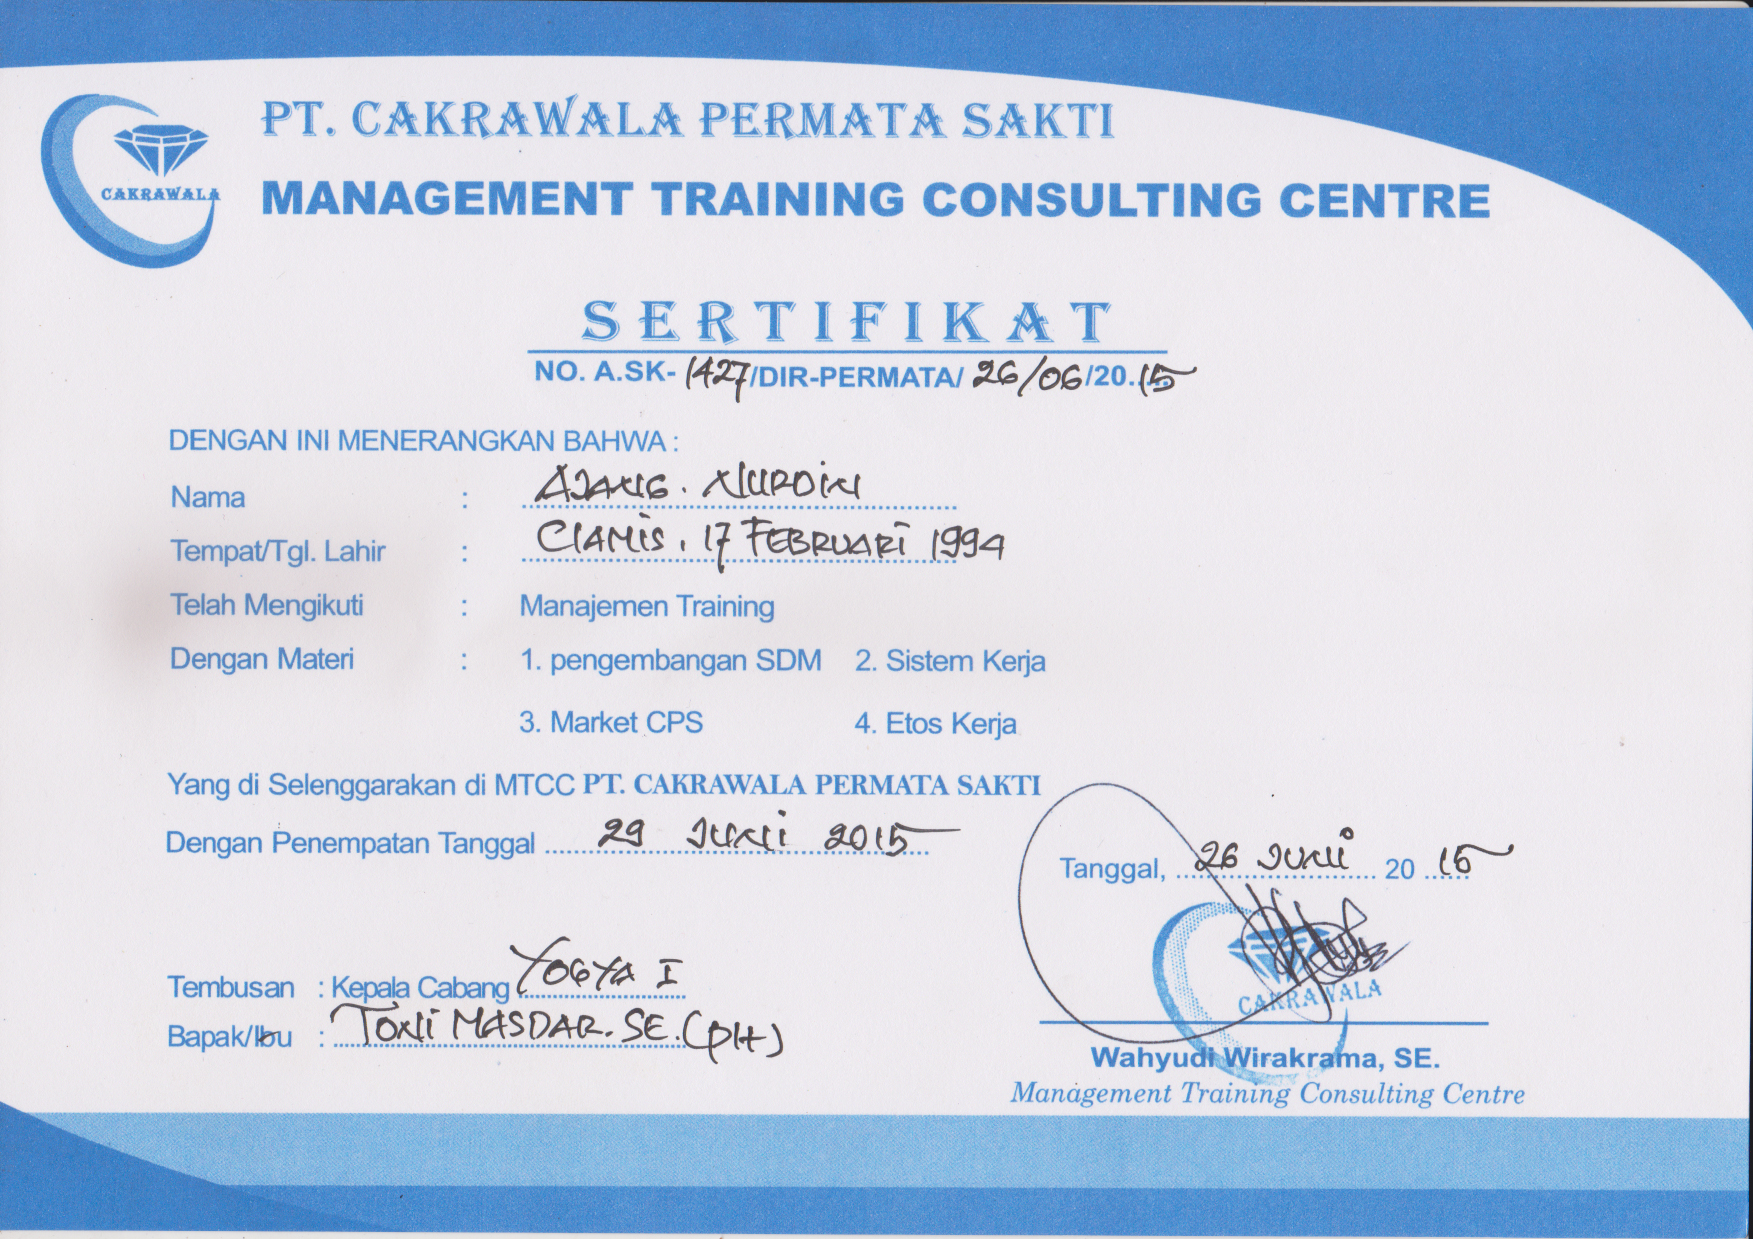 PT. CAKRAWALA PERMATA SAKTI
CAKRAWALA
MANAGEMENT TRAINING CONSULTING CENTRE
SERTIFIKAT
NO. A.SK- 1427/DIR-PERMATA/ 26/06/20..15
DENGAN INI MENERANGKAN BAHWA :
Nama : AJANG. NURDIN
Tempat/Tgl. Lahir : CIAMIS, 17 FEBRUARI 1994
Telah Mengikuti : Manajemen Training
Dengan Materi : 1. pengembangan SDM 2. Sistem Kerja
3. Market CPS 4. Etos Kerja
Yang di Selenggarakan di MTCC PT. CAKRAWALA PERMATA SAKTI
Dengan Penempatan Tanggal 29 JUNI 2015
Tanggal, 26 JUNI 20 15
Tembusan : Kepala Cabang YOGYA I
Bapak/Ibu : TONI MASDAR. SE. (PH)
CAKRAWALA
Wahyudi Wirakrama, SE.
Management Training Consulting Centre